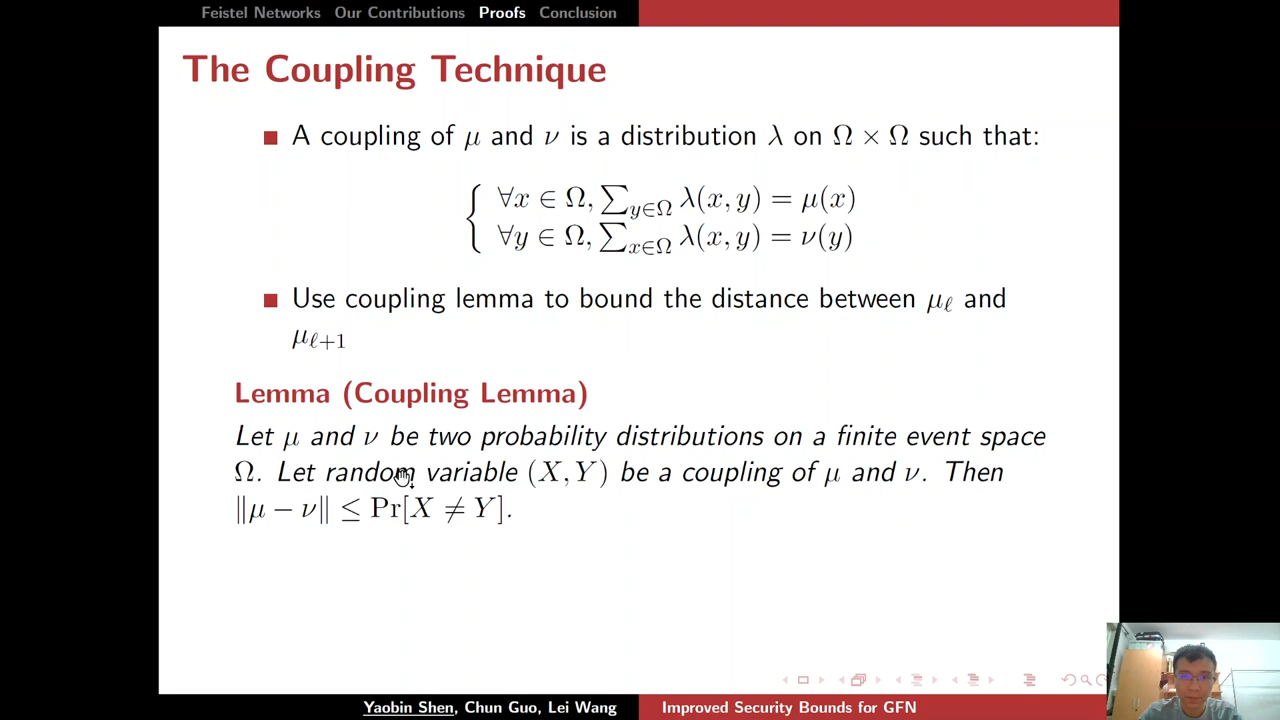 Feistel Networks Our Contributions Proofs Conclusion
The Coupling Technique
A coupling of μ and ν is a distribution λ on Ω × Ω such that:
∀x ∈ Ω, ∑_{y∈Ω} λ(x, y) = μ(x)
∀y ∈ Ω, ∑_{x∈Ω} λ(x, y) = ν(y)
Use coupling lemma to bound the distance between μ_ℓ and
μ_{ℓ+1}
Lemma (Coupling Lemma)
Let μ and ν be two probability distributions on a finite event space
Ω. Let random variable (X, Y) be a coupling of μ and ν. Then
‖μ − ν‖ ≤ Pr[X ≠ Y].
Yaobin Shen, Chun Guo, Lei Wang Improved Security Bounds for GFN